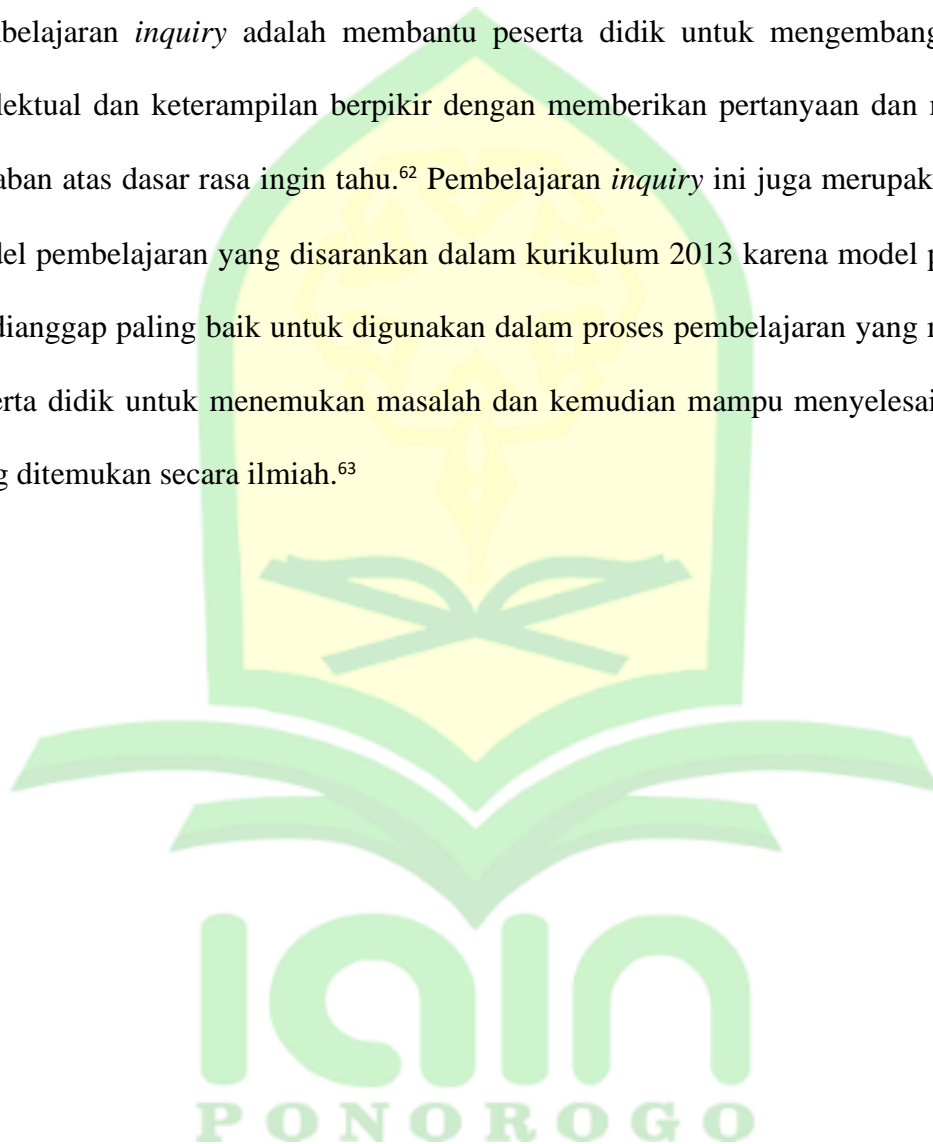 belajaran inquiry adalah membantu peserta didik untuk mengembang
lektual dan keterampilan berpikir dengan memberikan pertanyaan dan
aban atas dasar rasa ingin tahu.⁶² Pembelajaran inquiry ini juga merupak
del pembelajaran yang disarankan dalam kurikulum 2013 karena model p
dianggap paling baik untuk digunakan dalam proses pembelajaran yang
erta didik untuk menemukan masalah dan kemudian mampu menyelesai
g ditemukan secara ilmiah.⁶³
iain
PONOROGO